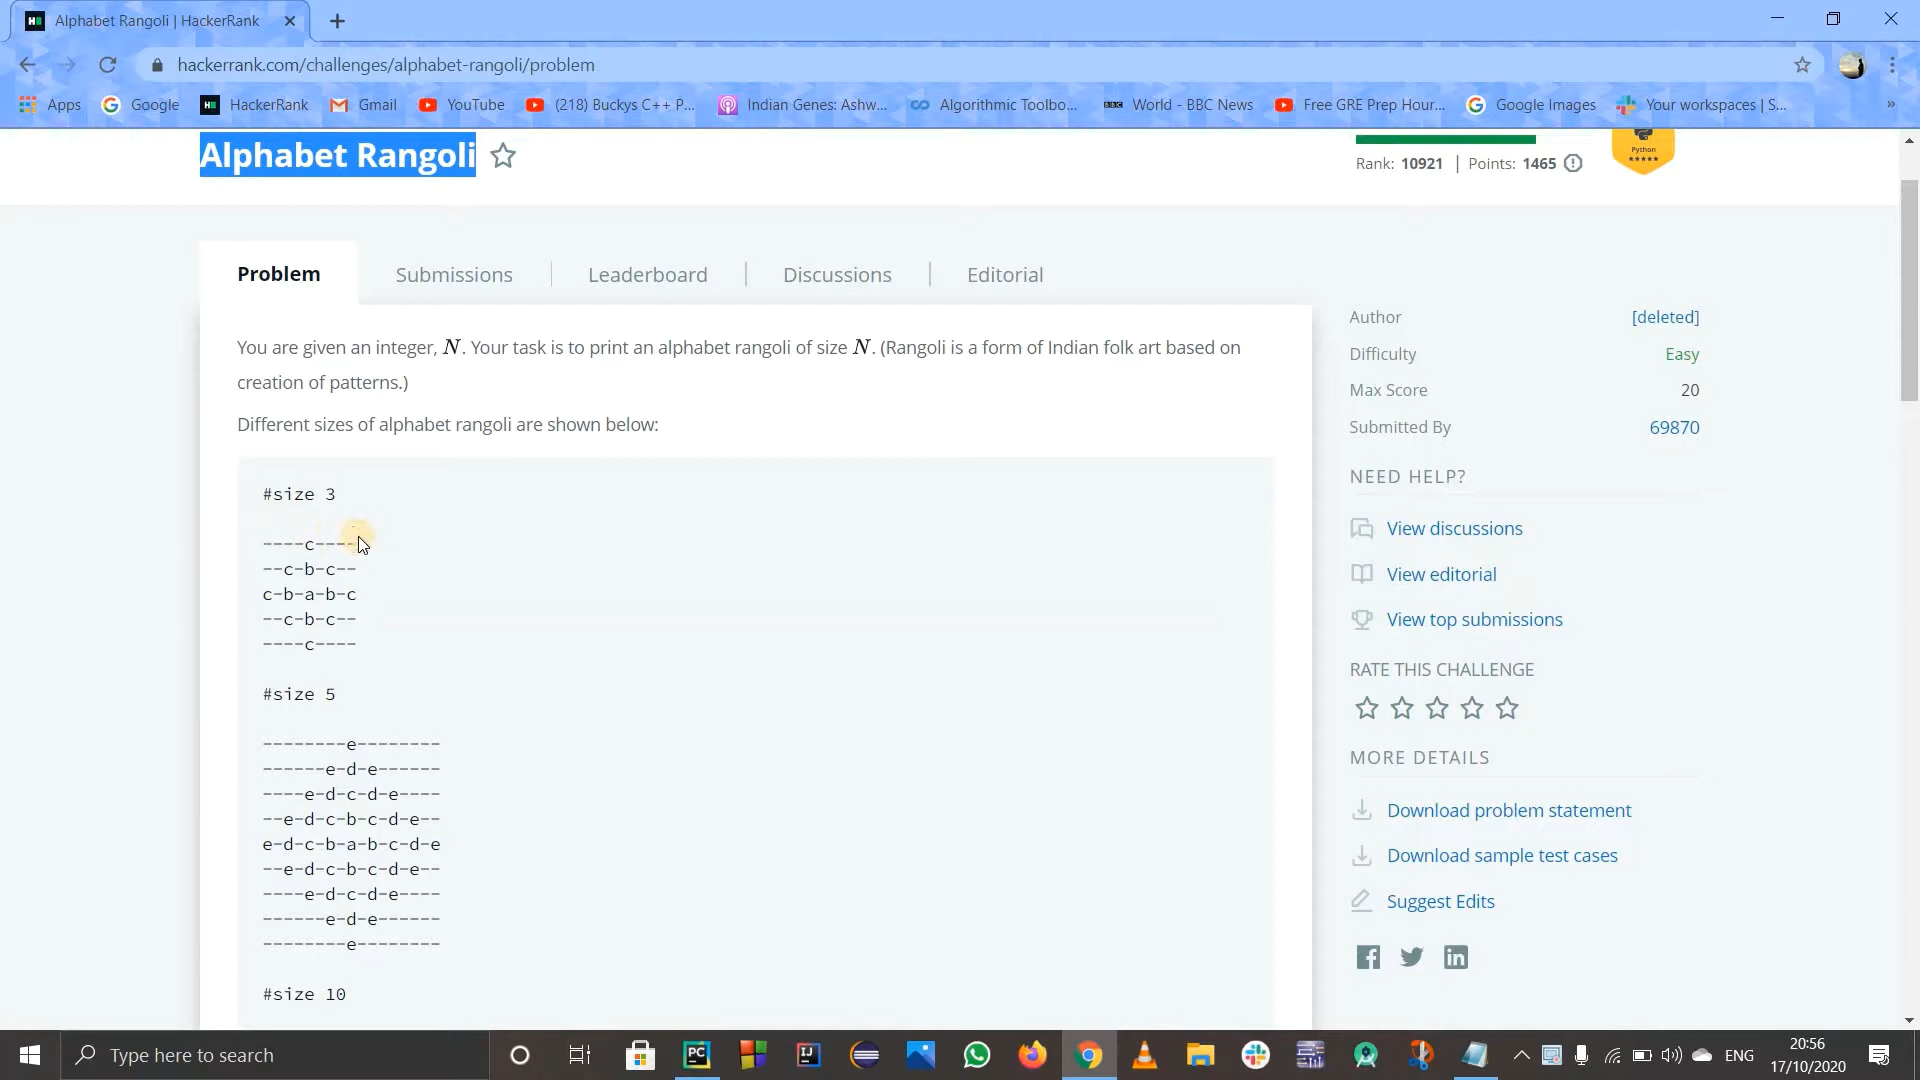 Alphabet Rangoli | HackerRank
hackerrank.com/challenges/alphabet-rangoli/problem
Apps Google HackerRank Gmail YouTube (218) Buckys C++ P... Indian Genes: Ashw... Algorithmic Toolbo... BBC World - BBC News Free GRE Prep Hour... Google Images Your workspaces | S... »
Alphabet Rangoli
Python
Rank: 10921 | Points: 1465
Problem Submissions Leaderboard Discussions Editorial
You are given an integer, N. Your task is to print an alphabet rangoli of size N. (Rangoli is a form of Indian folk art based on
creation of patterns.)
Different sizes of alphabet rangoli are shown below:
#size 3
----c----
--c-b-c--
c-b-a-b-c
--c-b-c--
----c----
#size 5
--------e--------
------e-d-e------
----e-d-c-d-e----
--e-d-c-b-c-d-e--
e-d-c-b-a-b-c-d-e
--e-d-c-b-c-d-e--
----e-d-c-d-e----
------e-d-e------
--------e--------
#size 10
Author [deleted]
Difficulty Easy
Max Score 20
Submitted By 69870
NEED HELP?
View discussions
View editorial
View top submissions
RATE THIS CHALLENGE
MORE DETAILS
Download problem statement
Download sample test cases
Suggest Edits
Type here to search
PC
IJ
ENG
20:56
17/10/2020